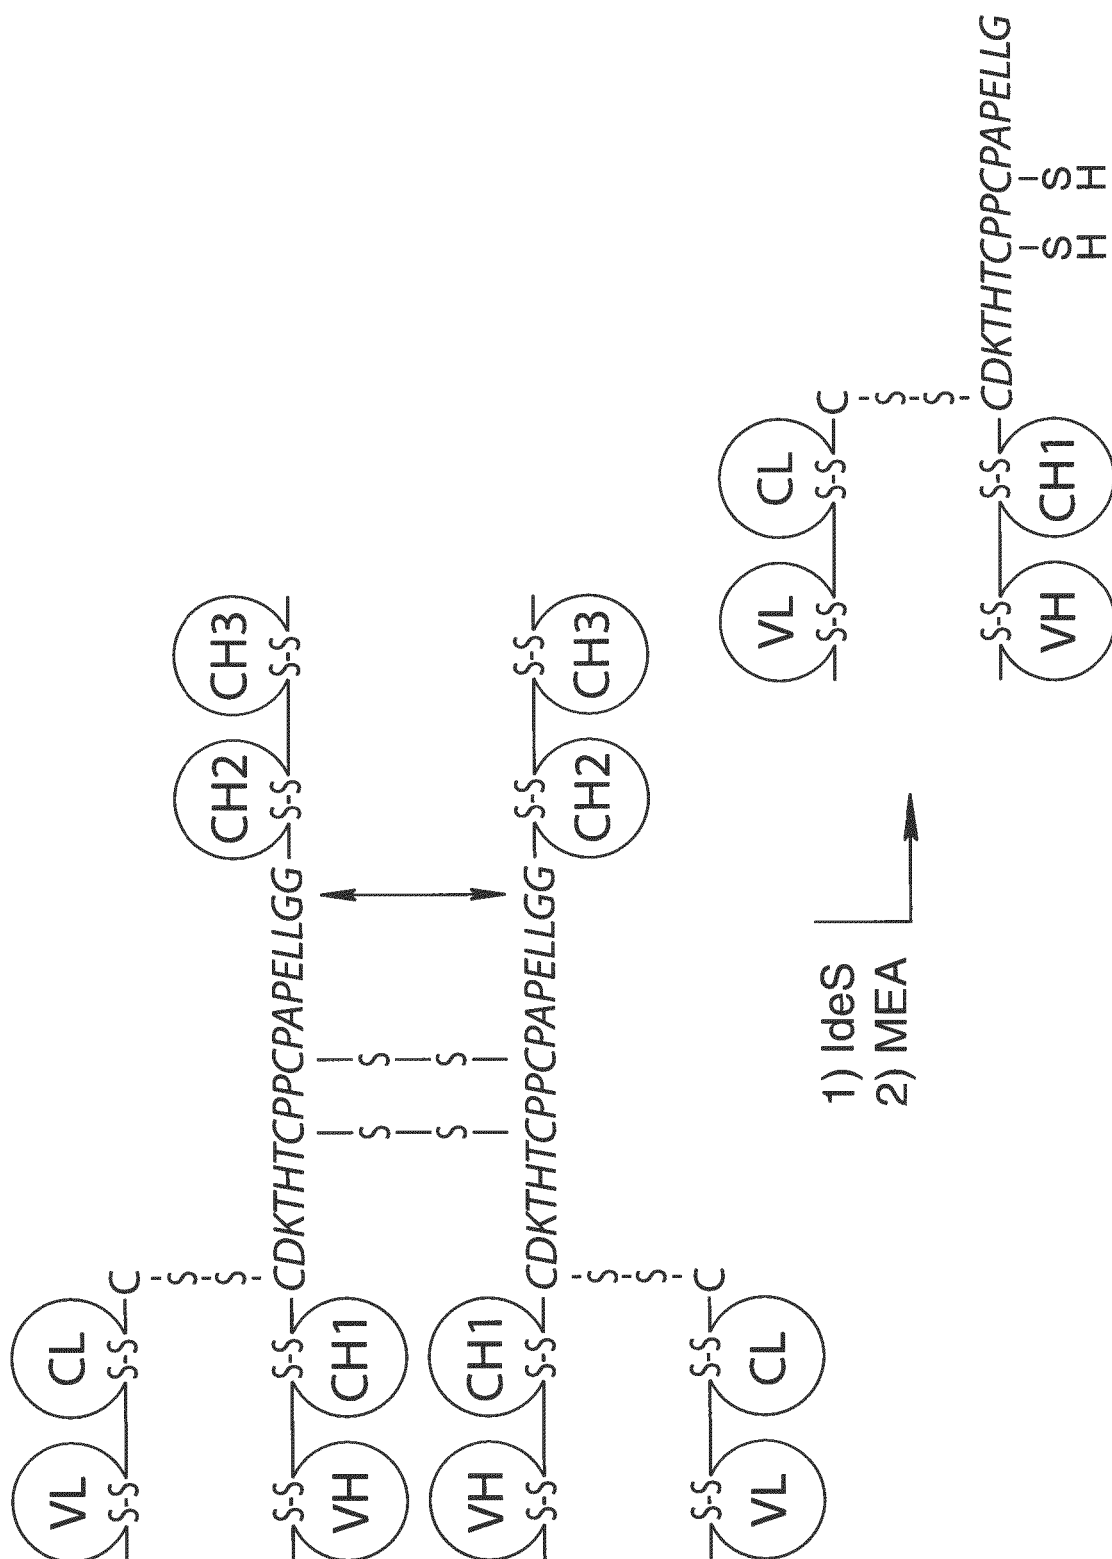 VL CL
S-S S-S C
S-S
CH2 CH3
S-S S-S CDKTHTCPPCPAPELLGG S-S S-S
VH CH1
S S
S S
VH CH1
S-S S-S CDKTHTCPPCPAPELLGG S-S S-S
CH2 CH3
S-S
S-S S-S C
VL CL
1) IdeS
2) MEA
VL CL
S-S S-S C
S-S
S-S S-S CDKTHTCPPCPAPELLG
VH CH1
S S
H H